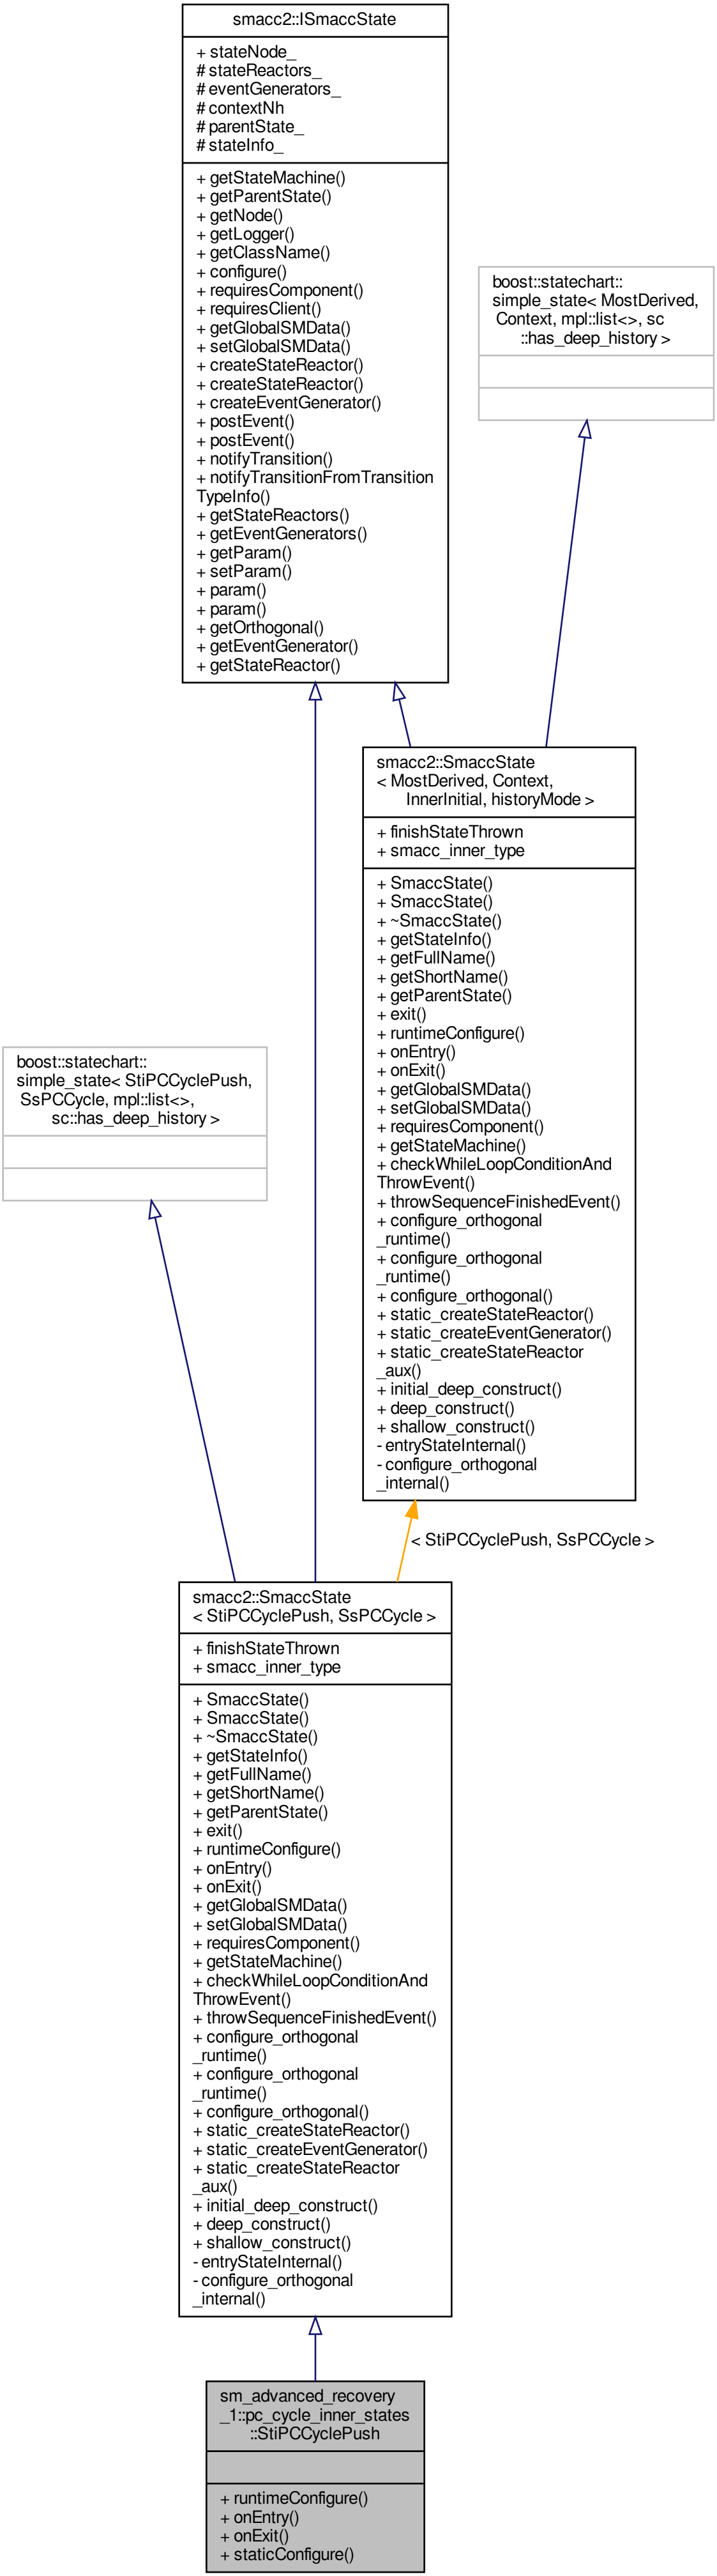 smacc2::ISmaccState
+ stateNode_
# stateReactors_
# eventGenerators_
# contextNh
# parentState_
# stateInfo_
+ getStateMachine()
+ getParentState()
+ getNode()
+ getLogger()
+ getClassName()
+ configure()
+ requiresComponent()
+ requiresClient()
+ getGlobalSMData()
+ setGlobalSMData()
+ createStateReactor()
+ createStateReactor()
+ createEventGenerator()
+ postEvent()
+ postEvent()
+ notifyTransition()
+ notifyTransitionFromTransition
TypeInfo()
+ getStateReactors()
+ getEventGenerators()
+ getParam()
+ setParam()
+ param()
+ param()
+ getOrthogonal()
+ getEventGenerator()
+ getStateReactor()
boost::statechart::
simple_state< MostDerived,
Context, mpl::list<>, sc
::has_deep_history >
smacc2::SmaccState
< MostDerived, Context,
InnerInitial, historyMode >
+ finishStateThrown
+ smacc_inner_type
+ SmaccState()
+ SmaccState()
+ ~SmaccState()
+ getStateInfo()
+ getFullName()
+ getShortName()
+ getParentState()
+ exit()
+ runtimeConfigure()
+ onEntry()
+ onExit()
+ getGlobalSMData()
+ setGlobalSMData()
+ requiresComponent()
+ getStateMachine()
+ checkWhileLoopConditionAnd
ThrowEvent()
+ throwSequenceFinishedEvent()
+ configure_orthogonal
_runtime()
+ configure_orthogonal
_runtime()
+ configure_orthogonal()
+ static_createStateReactor()
+ static_createEventGenerator()
+ static_createStateReactor
_aux()
+ initial_deep_construct()
+ deep_construct()
+ shallow_construct()
- entryStateInternal()
- configure_orthogonal
_internal()
boost::statechart::
simple_state< StiPCCyclePush,
SsPCCycle, mpl::list<>,
sc::has_deep_history >
< StiPCCyclePush, SsPCCycle >
smacc2::SmaccState
< StiPCCyclePush, SsPCCycle >
+ finishStateThrown
+ smacc_inner_type
+ SmaccState()
+ SmaccState()
+ ~SmaccState()
+ getStateInfo()
+ getFullName()
+ getShortName()
+ getParentState()
+ exit()
+ runtimeConfigure()
+ onEntry()
+ onExit()
+ getGlobalSMData()
+ setGlobalSMData()
+ requiresComponent()
+ getStateMachine()
+ checkWhileLoopConditionAnd
ThrowEvent()
+ throwSequenceFinishedEvent()
+ configure_orthogonal
_runtime()
+ configure_orthogonal
_runtime()
+ configure_orthogonal()
+ static_createStateReactor()
+ static_createEventGenerator()
+ static_createStateReactor
_aux()
+ initial_deep_construct()
+ deep_construct()
+ shallow_construct()
- entryStateInternal()
- configure_orthogonal
_internal()
sm_advanced_recovery
_1::pc_cycle_inner_states
::StiPCCyclePush
+ runtimeConfigure()
+ onEntry()
+ onExit()
+ staticConfigure()